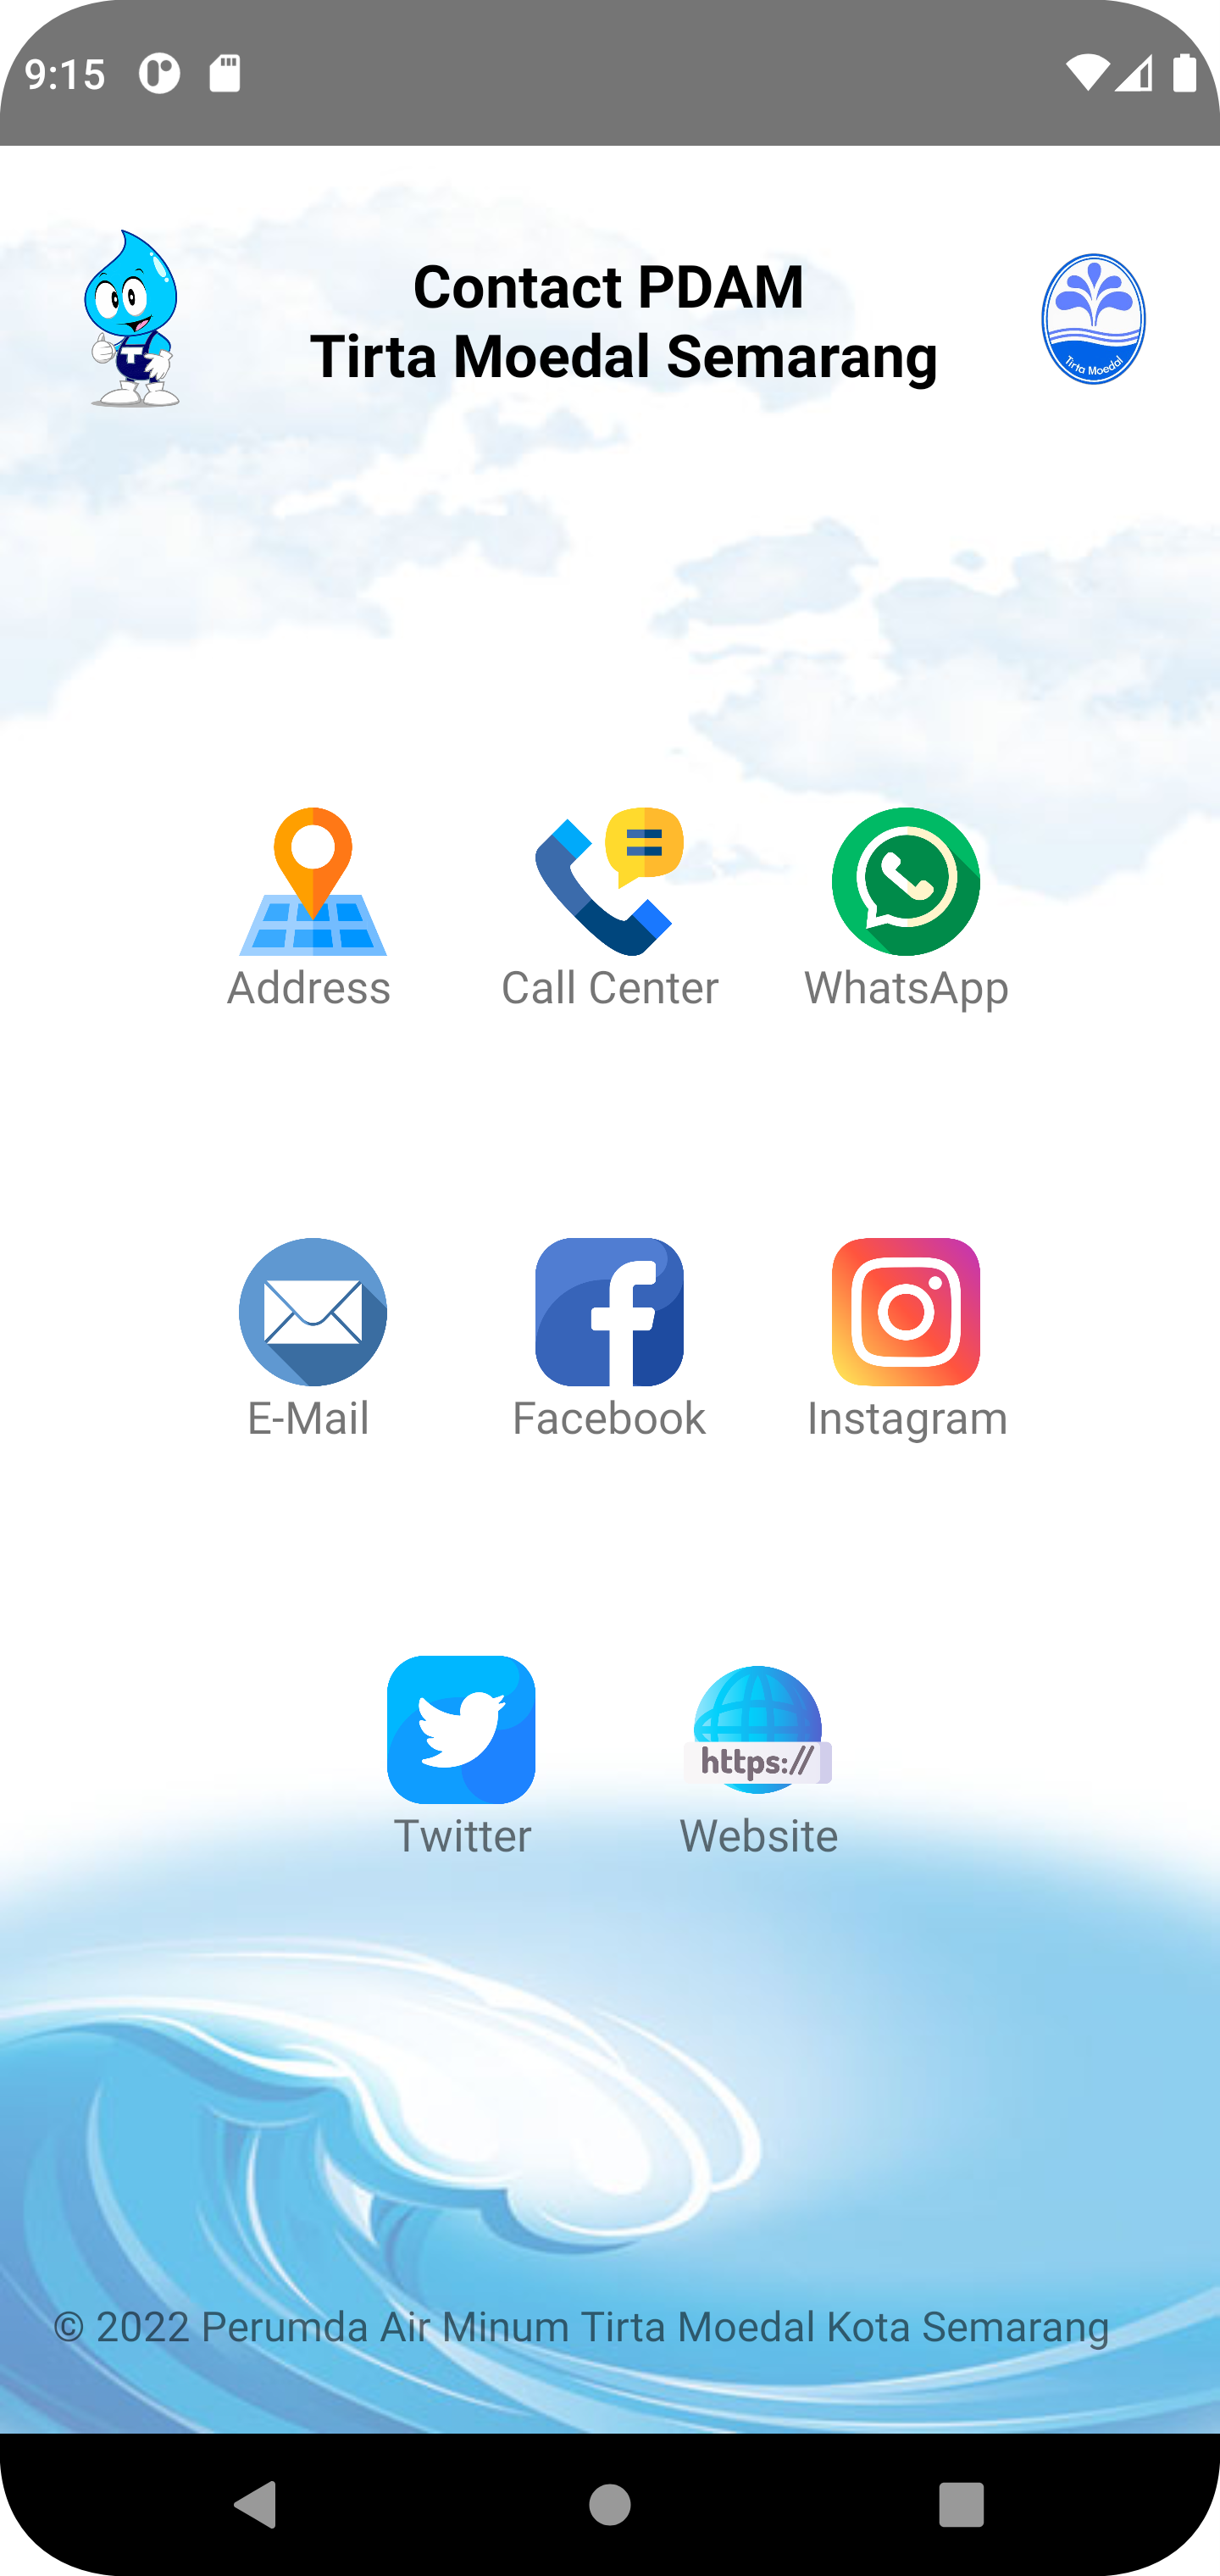 9:15
Contact PDAM
Tirta Moedal Semarang
T
Tirta Moedal
Address
Call Center
WhatsApp
E-Mail
Facebook
Instagram
https://
Twitter
Website
© 2022 Perumda Air Minum Tirta Moedal Kota Semarang